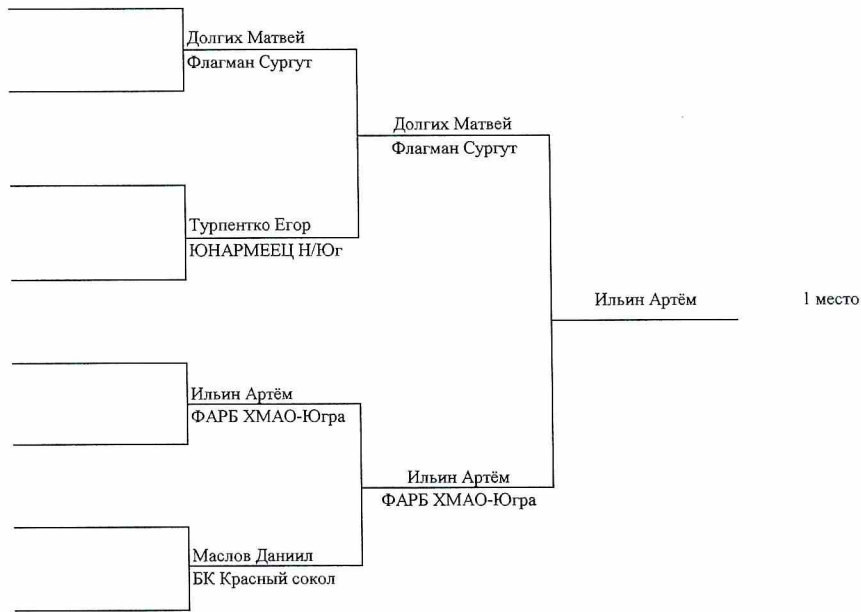 Долгих Матвей
Флагман Сургут
Долгих Матвей
Флагман Сургут
Турпентко Егор
ЮНАРМЕЕЦ Н/Юг
Ильин Артём
1 место
Ильин Артём
ФАРБ ХМАО-Югра
Ильин Артём
ФАРБ ХМАО-Югра
Маслов Даниил
БК Красный сокол